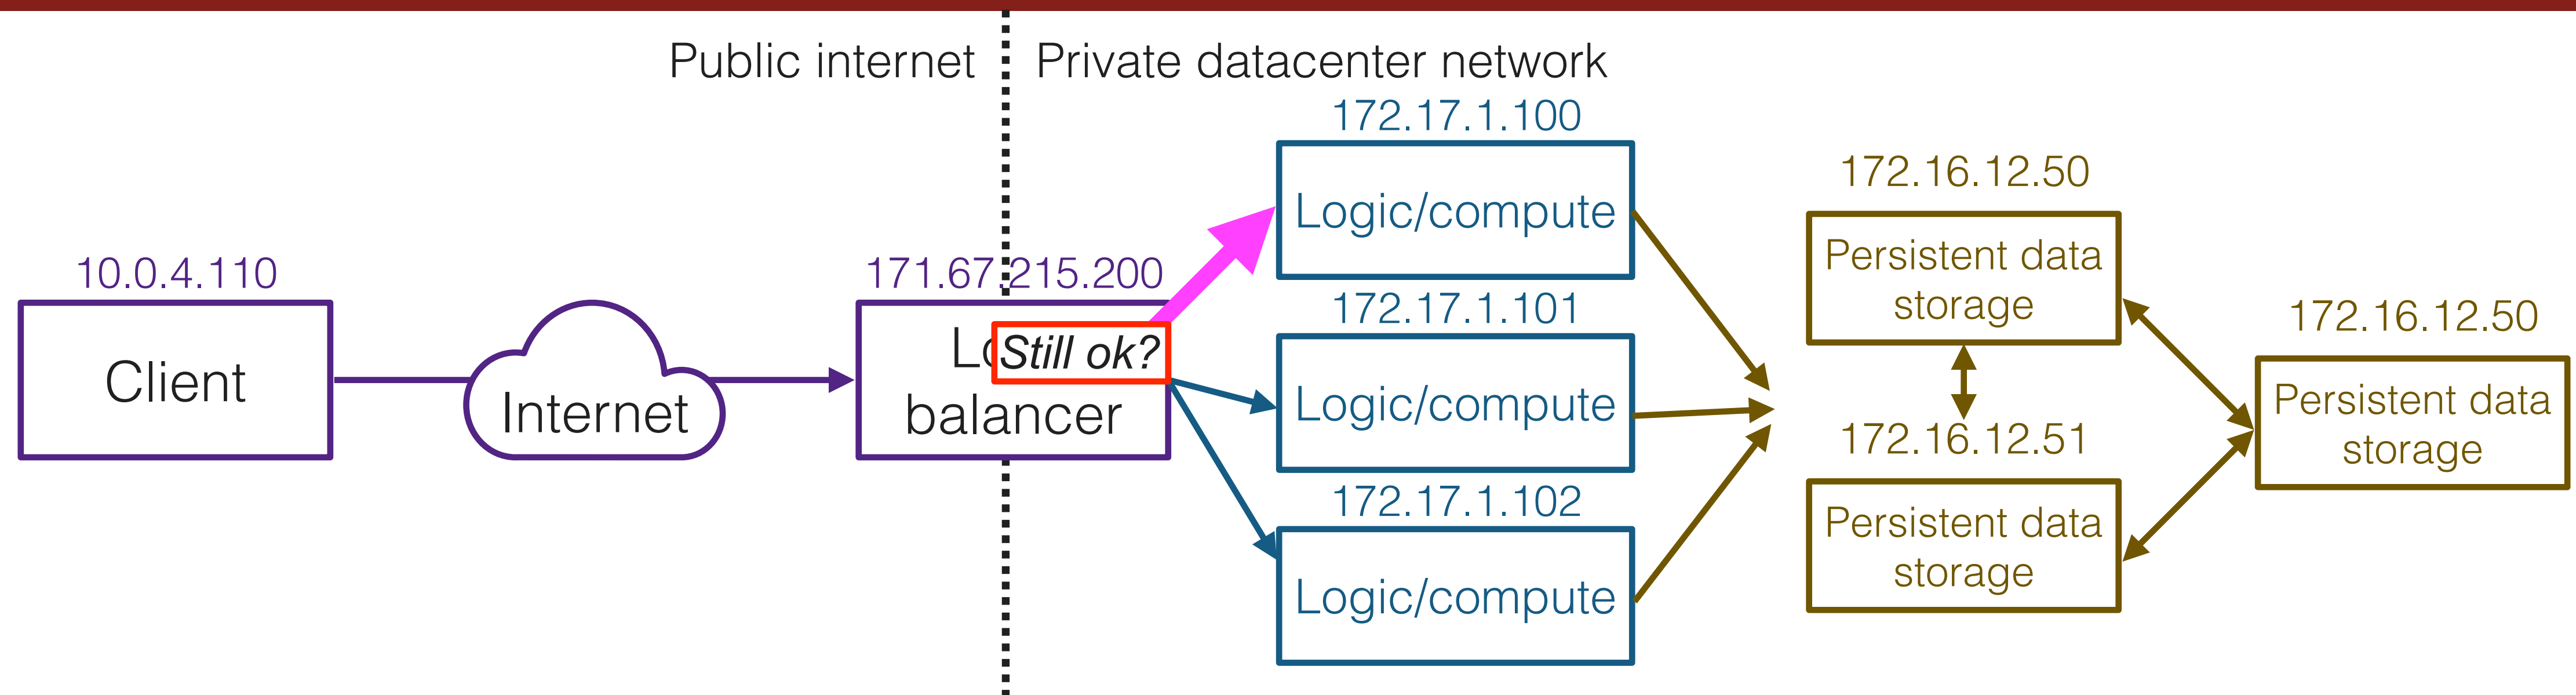 Public internet
Private datacenter network
10.0.4.110
Client
Internet
171.67.215.200
Lo
Still ok?
balancer
172.17.1.100
Logic/compute
172.17.1.101
Logic/compute
172.17.1.102
Logic/compute
172.16.12.50
Persistent data
storage
172.16.12.51
Persistent data
storage
172.16.12.50
Persistent data
storage